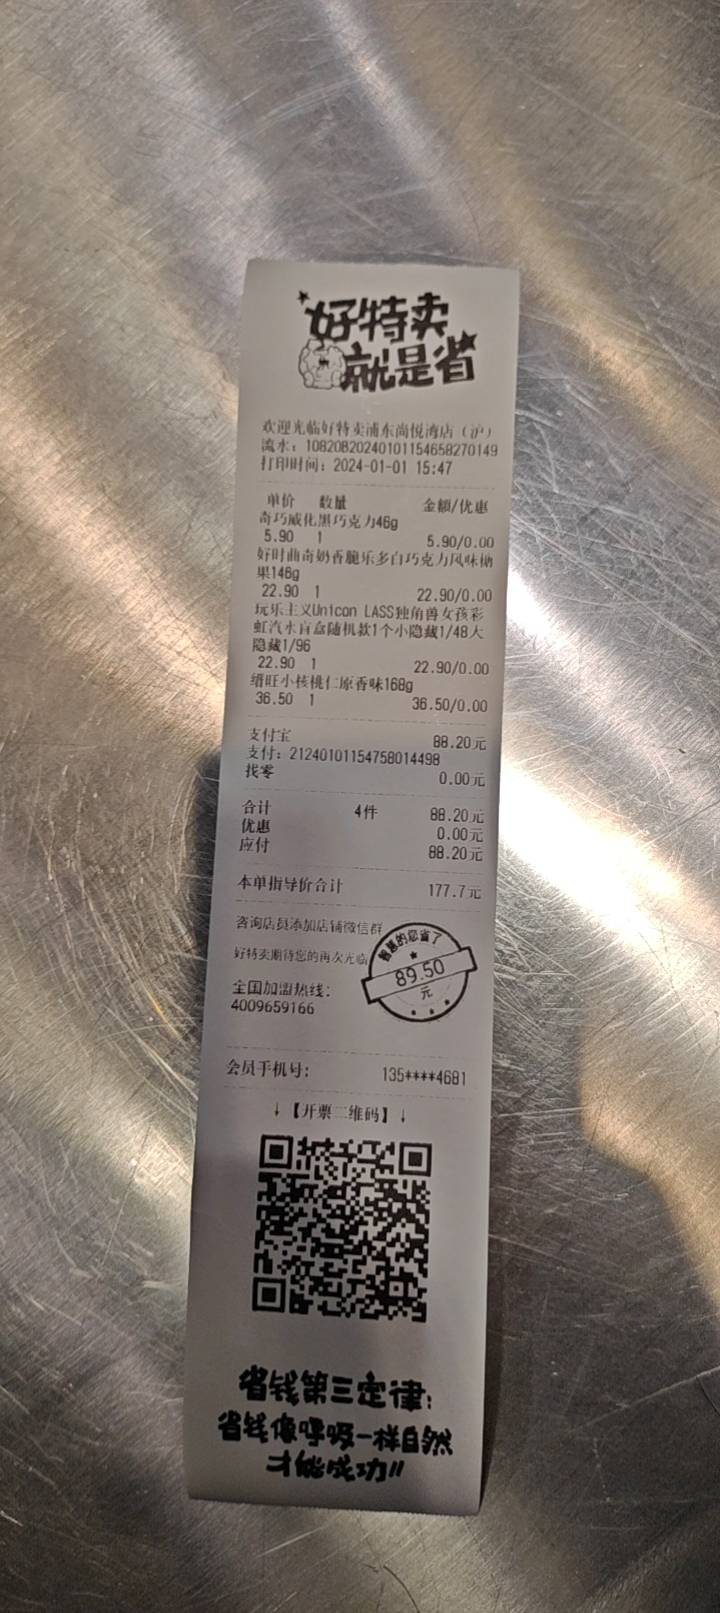 好特卖
就是省
欢迎光临好特卖浦东尚悦湾店（沪）
流水：10820820240101154658270149
打印时间：2024-01-01 15:47
单价 数量 金额/优惠
奇巧威化黑巧克力46g
5.90 1 5.90/0.00
好时曲奇奶香脆乐多白巧克力风味糖
果146g
22.90 1 22.90/0.00
玩乐主义Unicon LASS独角兽女孩彩
虹汽水盲盒随机款1个小隐藏1/48大
隐藏1/96
22.90 1 22.90/0.00
缙旺小核桃仁原香味168g
36.50 1 36.50/0.00
支付宝 88.20元
支付：21240101154758014498
找零 0.00元
合计 4件 88.20元
优惠 0.00元
应付 88.20元
本单指导价合计 177.7元
咨询店员添加店铺微信群
好特卖期待您的再次光临
智慧的您省了
89.50
元
全国加盟热线：
4009659166
会员手机号： 135****4681
↓【开票二维码】↓
省钱第三定律：
省钱像呼吸一样自然
才能成功!!